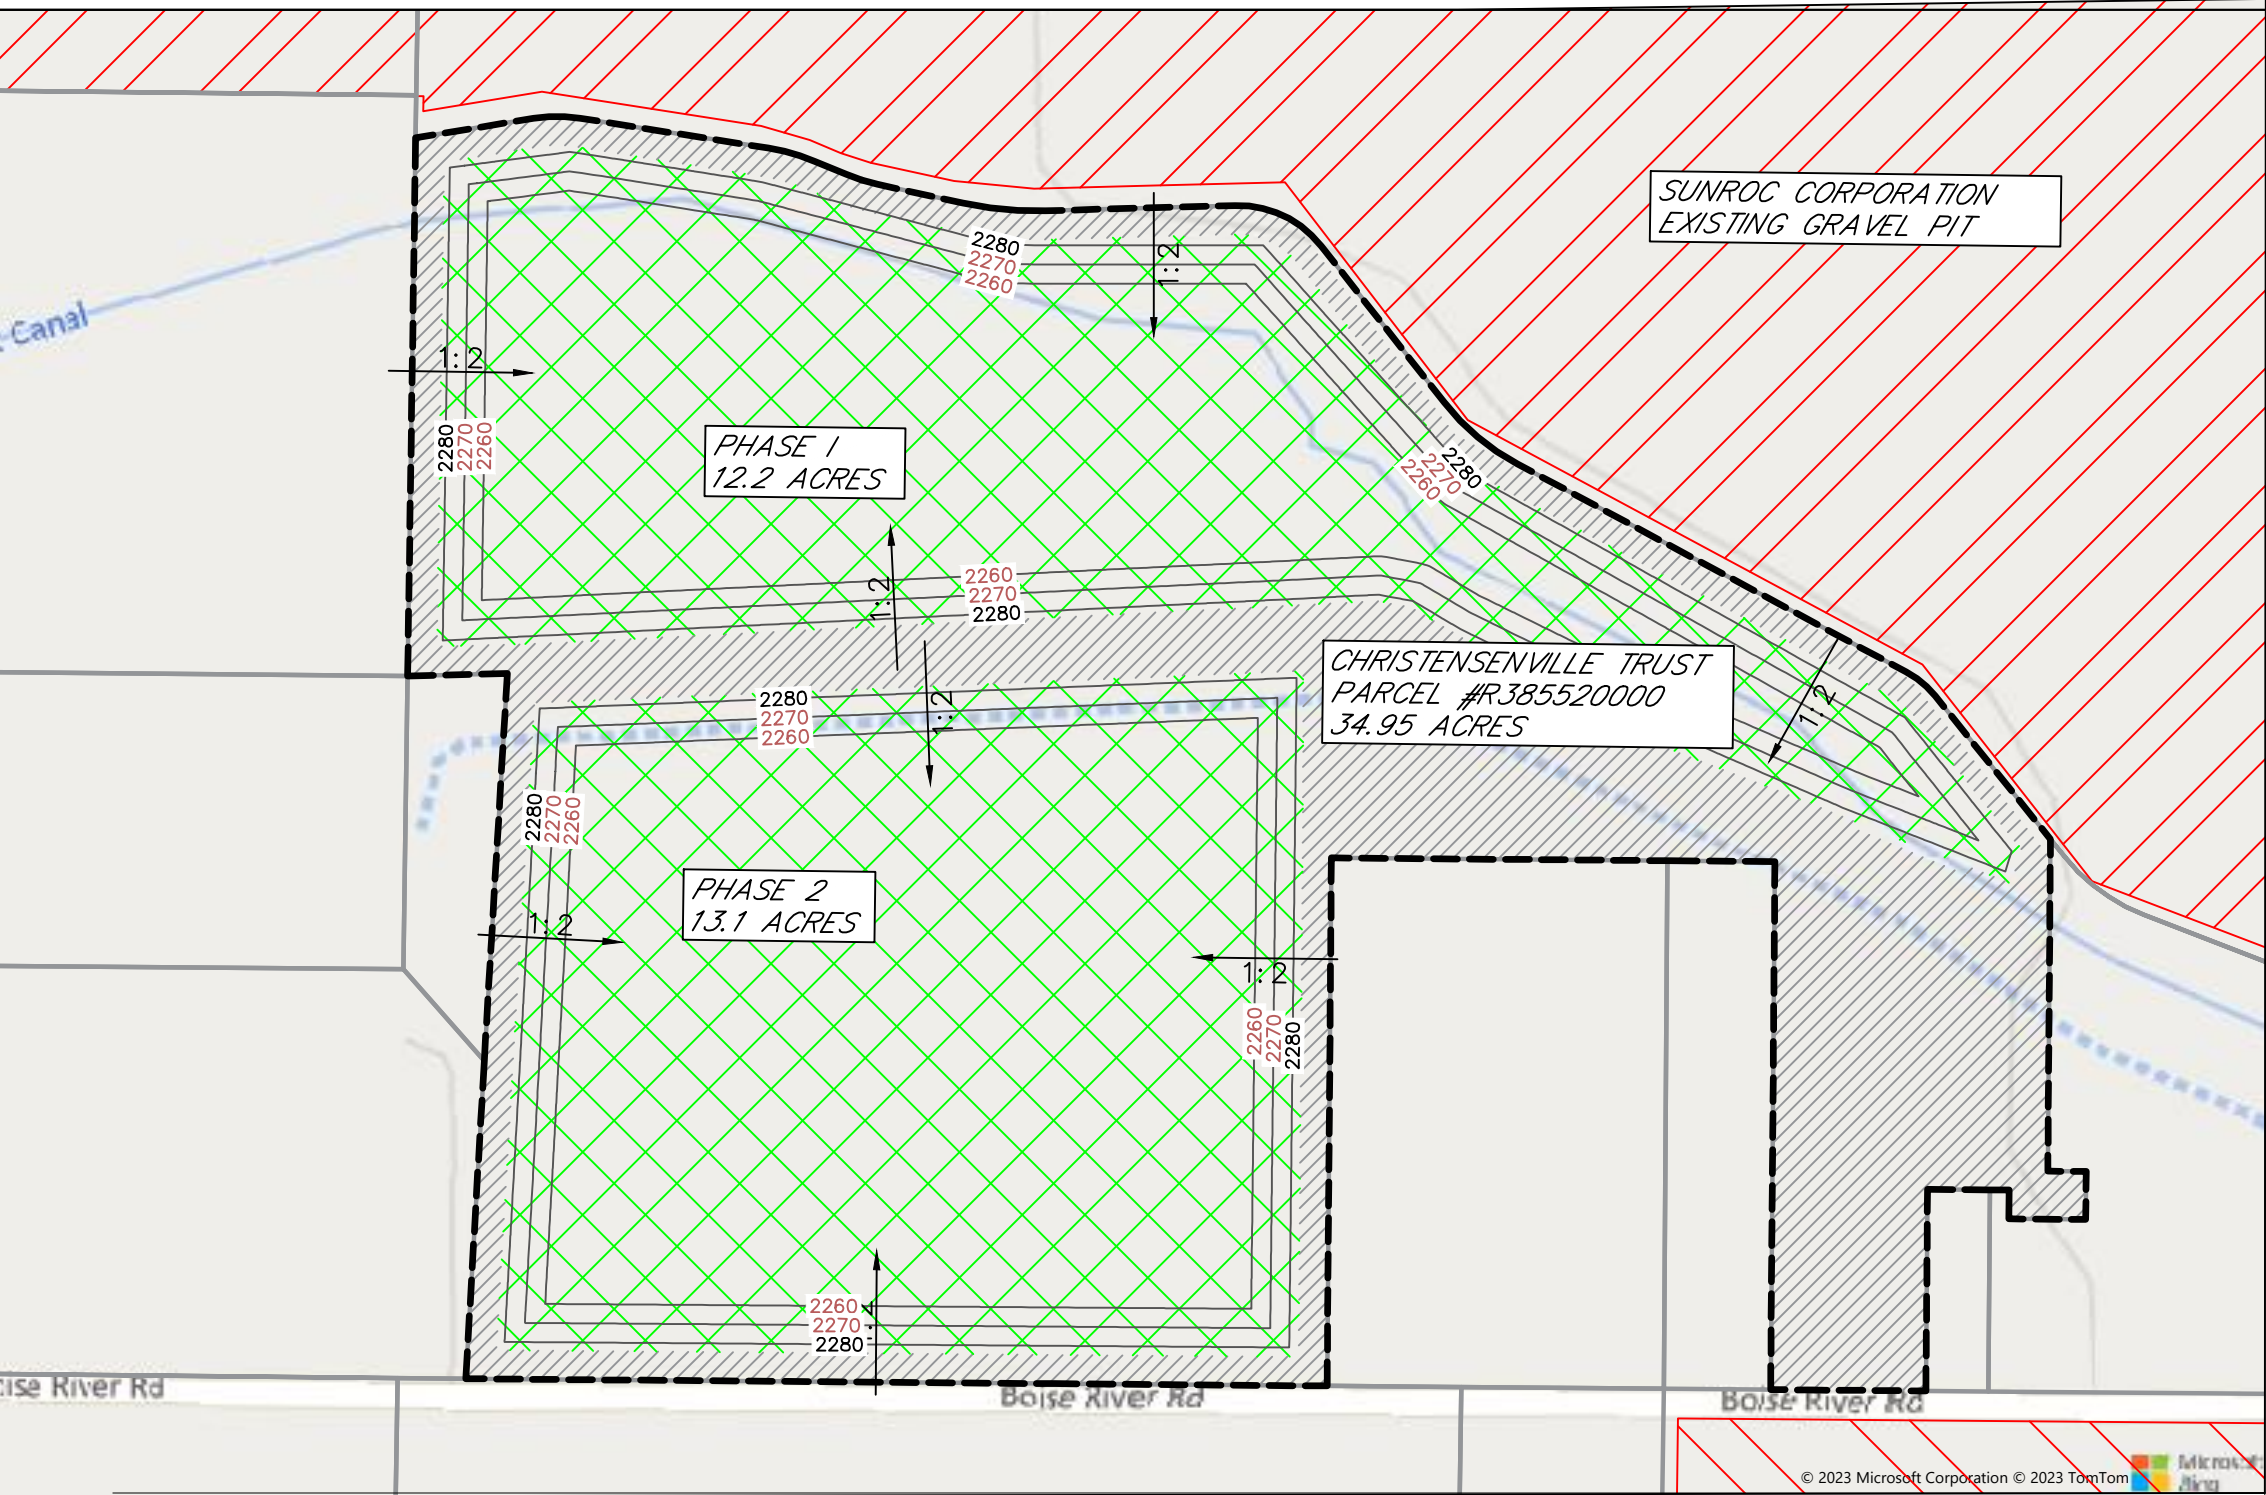 SUNROC CORPORATION
EXISTING GRAVEL PIT
Canal
2280
2270
2260
1:2
1:2
2280
2270
2260
PHASE 1
12.2 ACRES
2280
2270
2260
1:2
2260
2270
2280
CHRISTENSENVILLE TRUST
PARCEL #R385520000
34.95 ACRES
1:2
2280
2270
2260
1:2
2280
2270
2260
PHASE 2
13.1 ACRES
1:2
1:2
2260
2270
2280
2260
2270
2280
River Rd
Boise River Rd
Boise River Rd
© 2023 Microsoft Corporation © 2023 TomTom
Bing